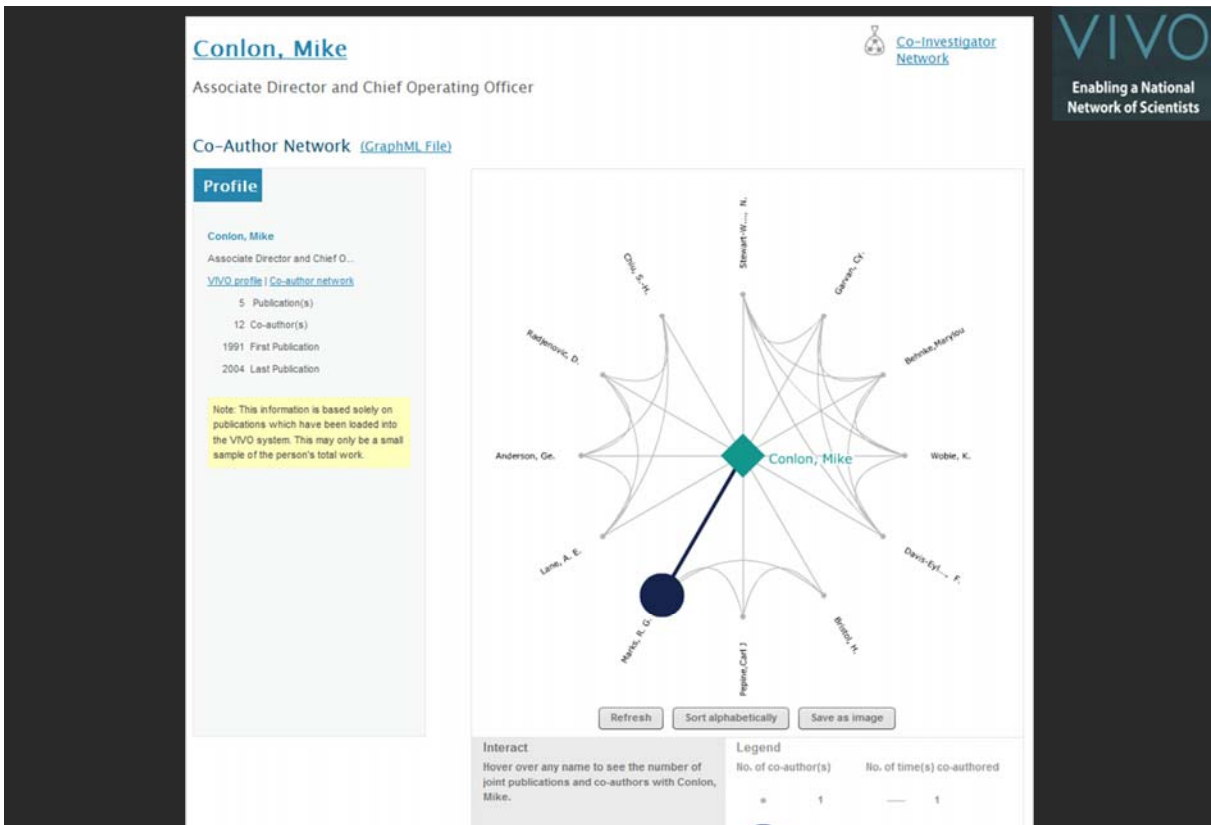 Conlon, Mike
Co-Investigator
Network
VIVO
Enabling a National
Network of Scientists
Associate Director and Chief Operating Officer
Co-Author Network (GraphML File)
Profile
Conlon, Mike
Associate Director and Chief O...
VIVO profile | Co-author network
5 Publication(s)
12 Co-author(s)
1991 First Publication
2004 Last Publication
Note: This information is based solely on
publications which have been loaded into
the VIVO system. This may only be a small
sample of the person's total work.
Stewart-W..., N.
Garvan, Cy.
Behnke,Marylou
Wobie, K.
Davis-Eyl..., F.
Bristol, H.
Pepine,Carl J
Marks, R. G.
Lane, A. E.
Anderson, Ge.
Radjenovic, D.
Chiu, S.-H.
Conlon, Mike
Refresh
Sort alphabetically
Save as image
Interact
Hover over any name to see the number of
joint publications and co-authors with Conlon,
Mike.
Legend
No. of co-author(s)
No. of time(s) co-authored
1
1